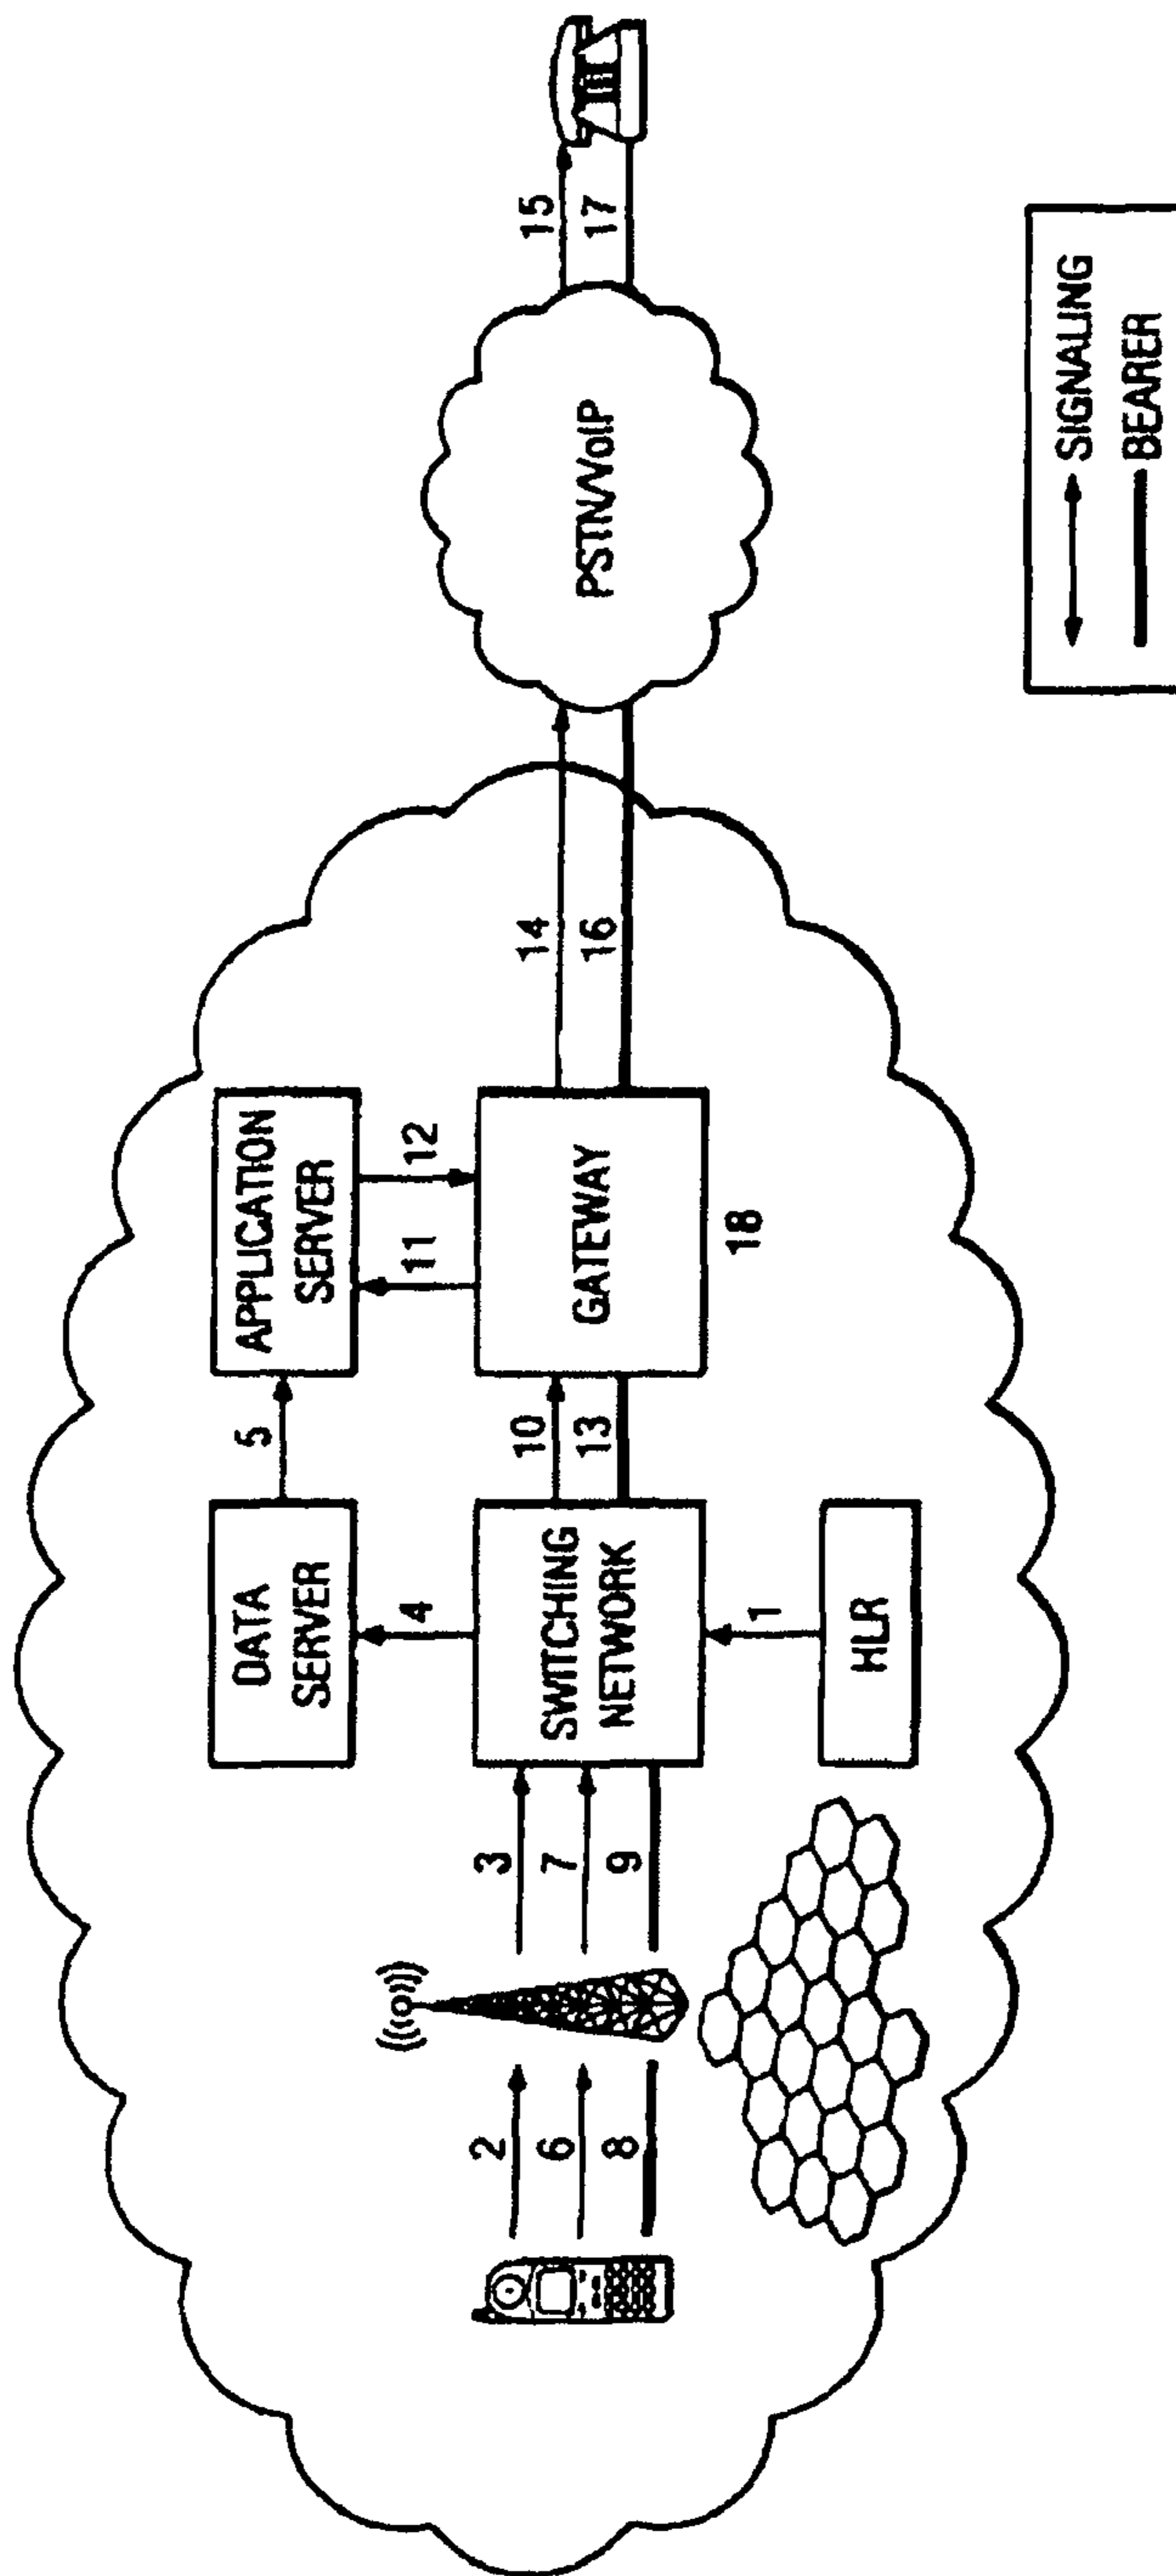 DATA
SERVER
5
APPLICATION
SERVER
4
11
12
2
3
6
7
8
9
SWITCHING
NETWORK
10
13
GATEWAY
18
14
16
PSTN/VoIP
15
17
1
HLR
SIGNALING
BEARER